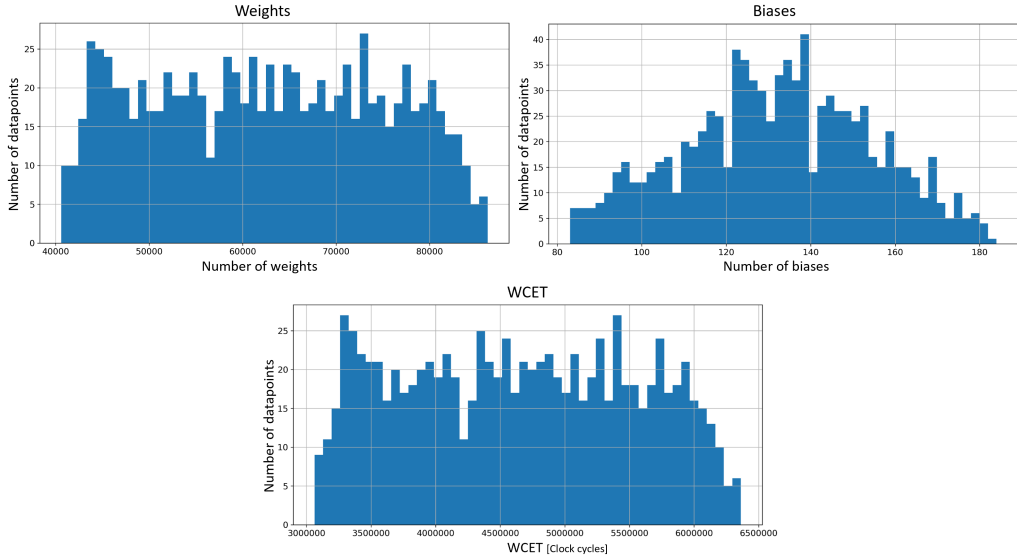 Weights
25
20
15
10
5
0
Number of datapoints
40000 50000 60000 70000 80000
Number of weights
Biases
40
35
30
25
20
15
10
5
0
Number of datapoints
80 100 120 140 160 180
Number of biases
WCET
25
20
15
10
5
0
Number of datapoints
3000000 3500000 4000000 4500000 5000000 5500000 6000000 6500000
WCET [Clock cycles]